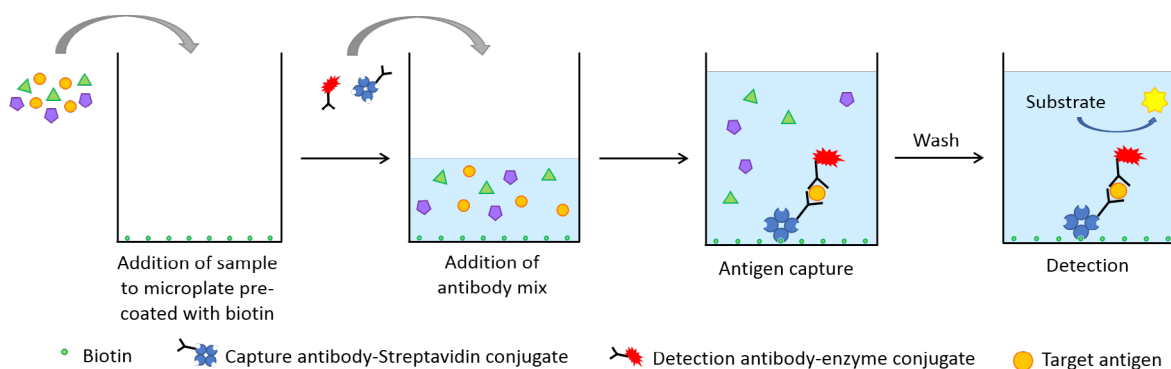 Substrate
Wash
Addition of sample
to microplate pre-
coated with biotin
Addition of
antibody mix
Antigen capture
Detection
Biotin
Capture antibody-Streptavidin conjugate
Detection antibody-enzyme conjugate
Target antigen